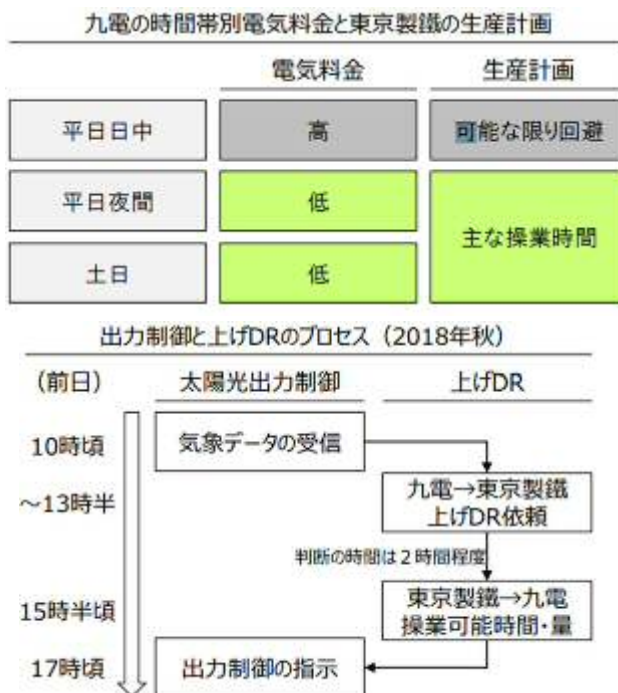 九電の時間帯別電気料金と東京製鐵の生産計画
電気料金 生産計画
平日日中 高 可能な限り回避
平日夜間 低
主な操業時間
土日 低
出力制御と上げDRのプロセス（2018年秋）
（前日） 太陽光出力制御 上げDR
10時頃 気象データの受信
～13時半 九電→東京製鐵
上げDR依頼
判断の時間は２時間程度
15時半頃 東京製鐵→九電
操業可能時間・量
17時頃 出力制御の指示